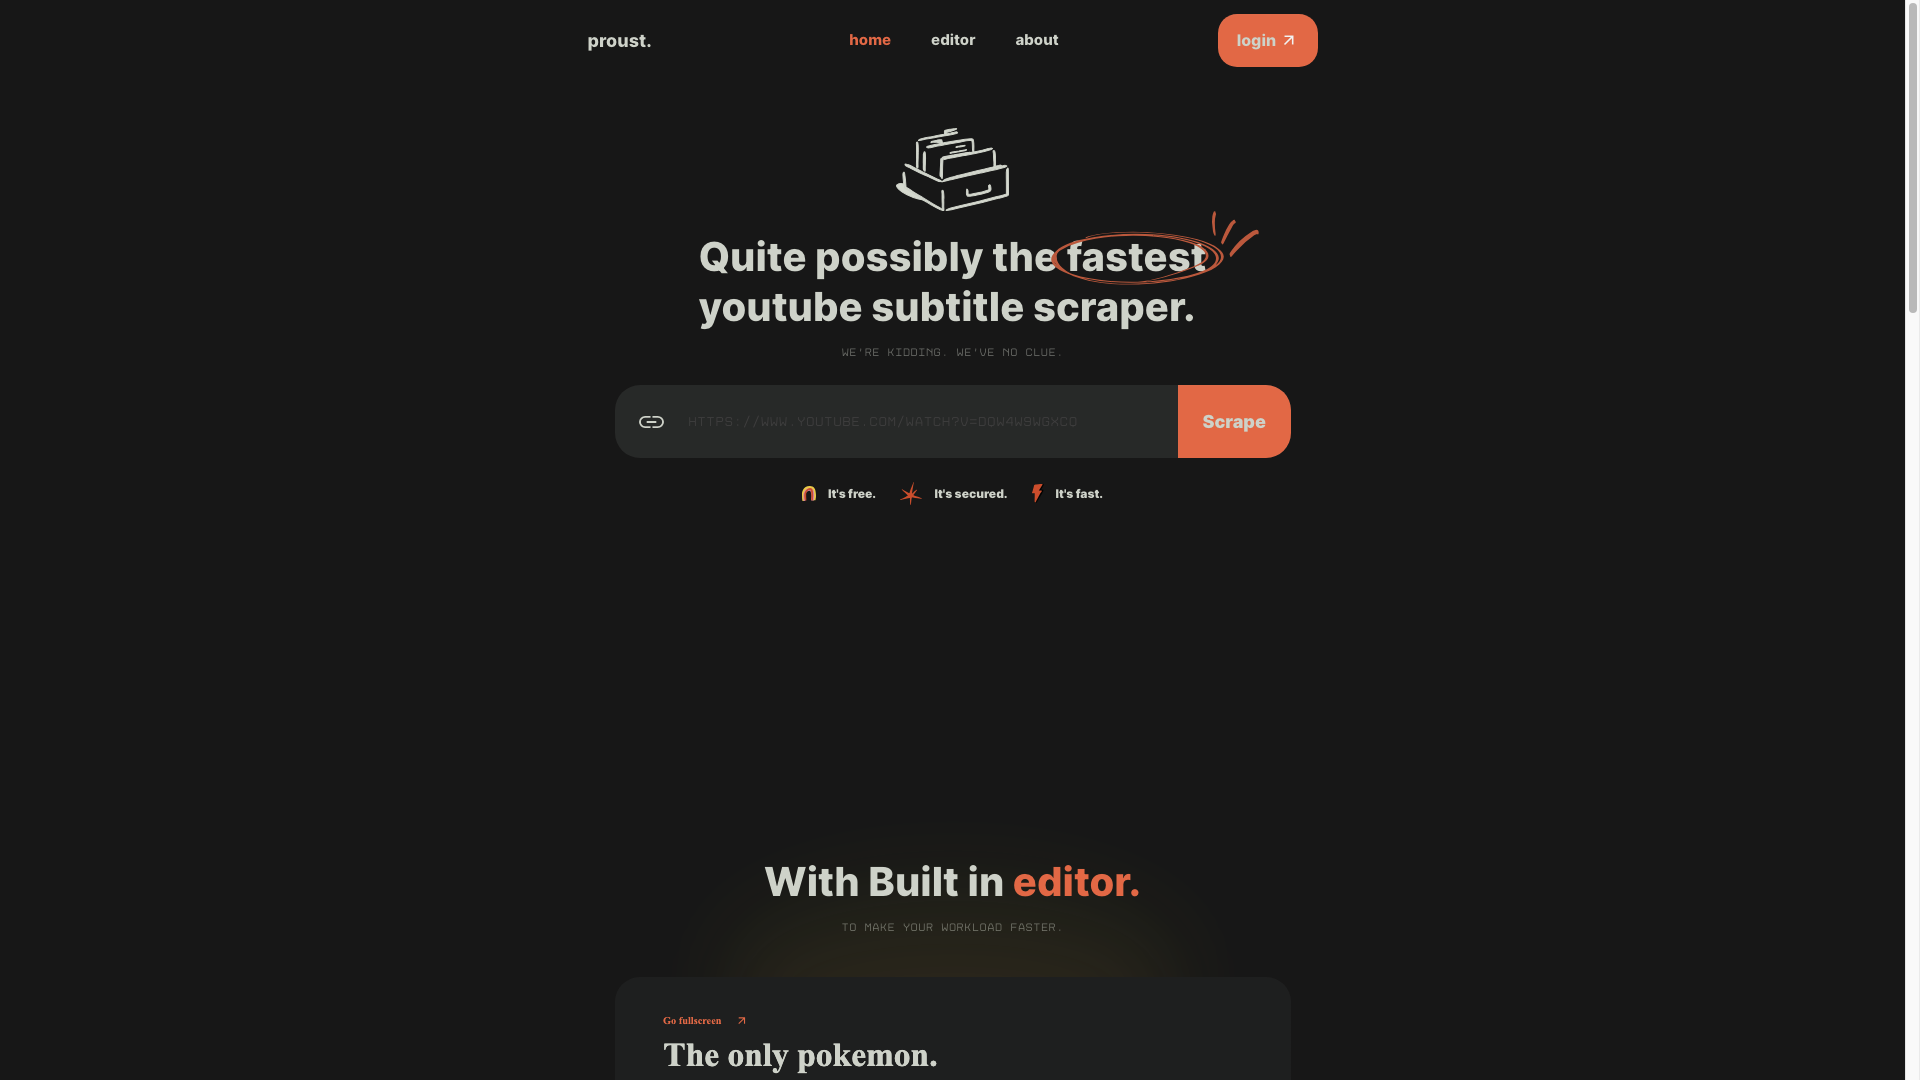 proust.
home
editor
about
login
Quite possibly the fastest
youtube subtitle scraper.
WE'RE KIDDING. WE'VE NO CLUE.
HTTPS://WWW.YOUTUBE.COM/WATCH?V=DQW4W9WGXCQ
Scrape
It's free.
It's secured.
It's fast.
With Built in editor.
TO MAKE YOUR WORKLOAD FASTER.
Go fullscreen
The only pokemon.